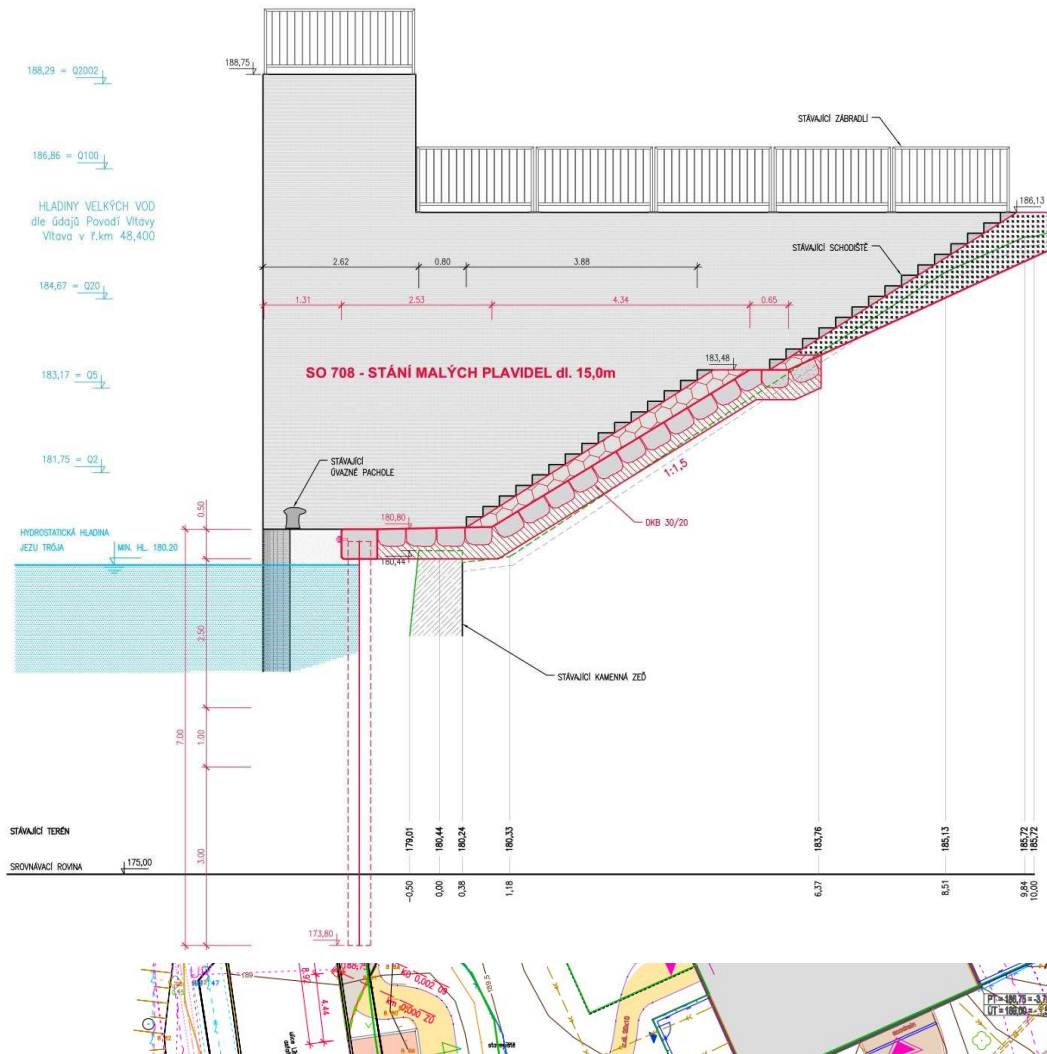 188,75
188,29 = Q2002
STÁVAJÍCÍ ZÁBRADLÍ
186,86 = Q100
HLADINY VELKÝCH VOD
dle údajů Povodí Vltavy
Vltava v ř.km 48,400
186,13
STÁVAJÍCÍ SCHODIŠTĚ
2.62
0.80
3.88
184,67 = Q20
1.31
2.53
4.34
0.65
183,48
SO 708 - STÁNÍ MALÝCH PLAVIDEL dl. 15,0m
183,17 = Q5
181,75 = Q2
STÁVAJÍCÍ
ÚVAZNÉ PACHOLE
1:1,5
DKB 30/20
0.50
180,80
HYDROSTATICKÁ HLADINA
JEZU TRÓJA
MIN. HL. 180.20
180,44
2.50
STÁVAJÍCÍ KAMENNÁ ZEĎ
7.00
1.00
STÁVAJÍCÍ TERÉN
179,01
180,44
180,24
180,33
183,76
185,13
185,72
185,72
3.00
SROVNÁVACÍ ROVINA
175,00
-0,50
0,00
0,38
1,18
6,37
8,51
9,84
10,00
173,80
8.92
4.44